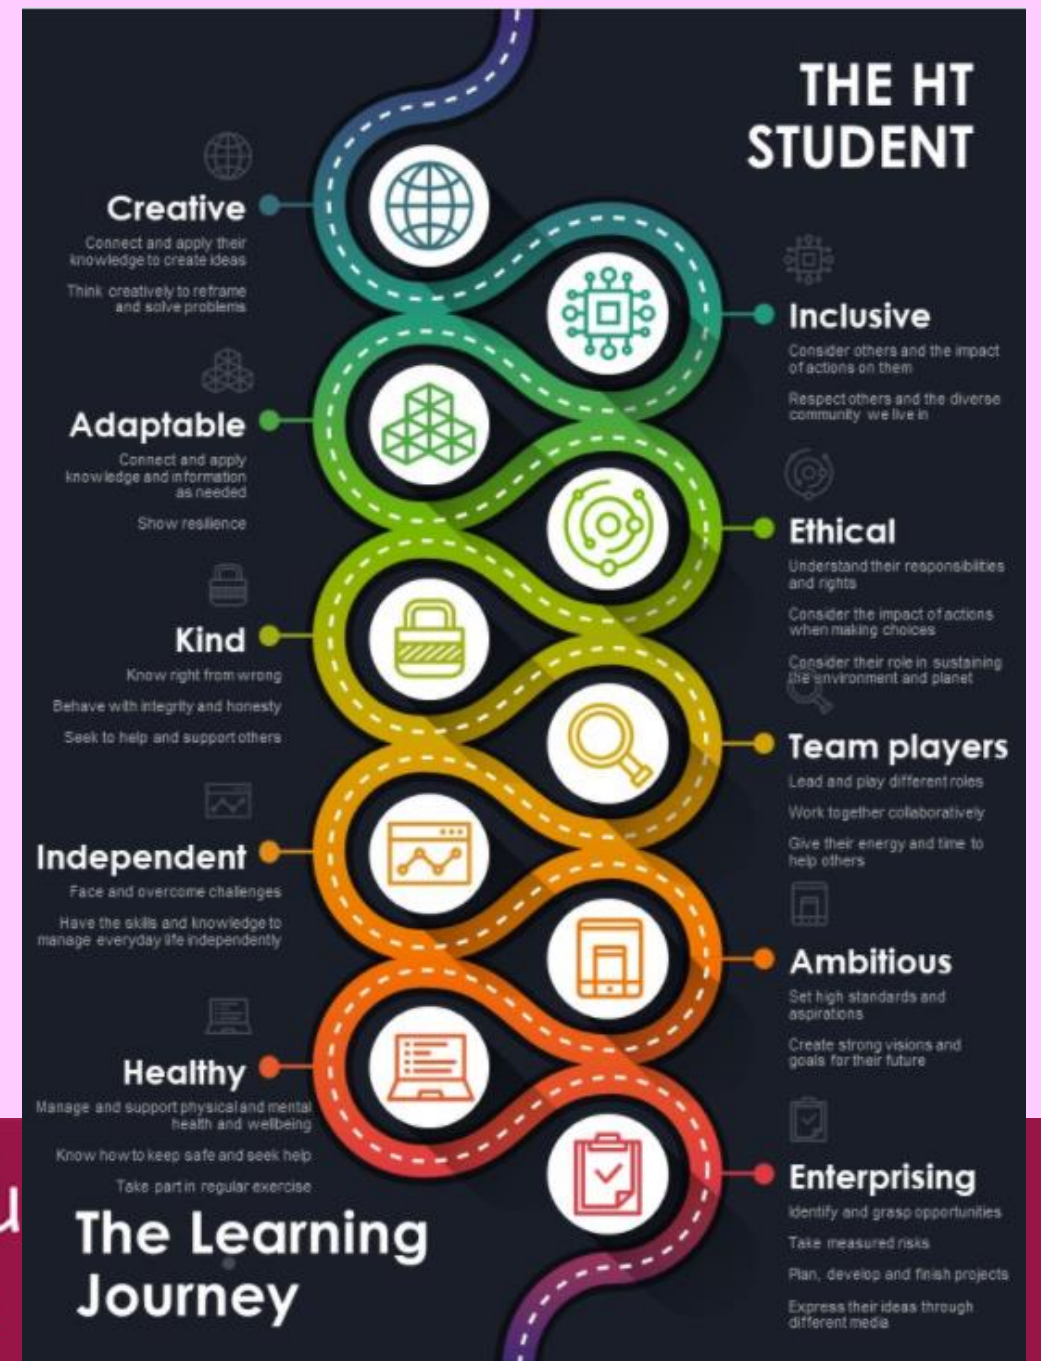 THE HT
STUDENT
Creative
Connect and apply their
knowledge to create ideas
Think creatively to reframe
and solve problems
Inclusive
Consider others and the impact
of actions on them
Respect others and the diverse
community we live in
Adaptable
Connect and apply
knowledge and information
as needed
Show resilience
Ethical
Understand their responsibilities
and rights
Consider the impact of actions
when making choices
Consider their role in sustaining
the environment and planet
Kind
Know right from wrong
Behave with integrity and honesty
Seek to help and support others
Team players
Lead and play different roles
Work together collaboratively
Give their energy and time to
help others
Independent
Face and overcome challenges
Have the skills and knowledge to
manage everyday life independently
Ambitious
Set high standards and
aspirations
Create strong visions and
goals for their future
Healthy
Manage and support physical and mental
health and wellbeing
Know how to keep safe and seek help
Take part in regular exercise
Enterprising
Identify and grasp opportunities
Take measured risks
Plan, develop and finish projects
Express their ideas through
different media
The Learning
Journey